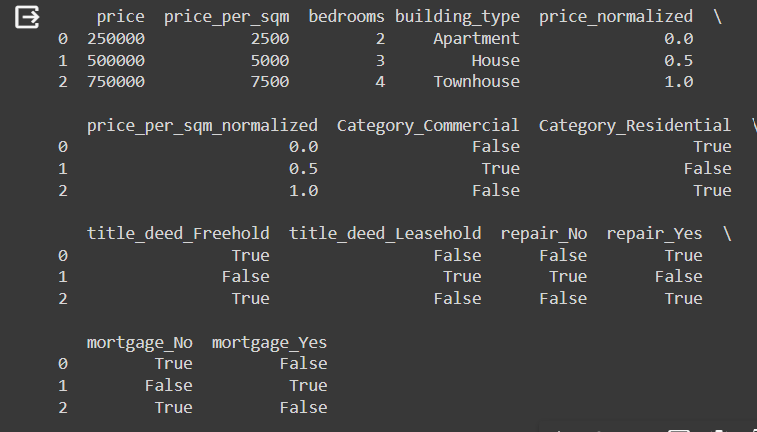 price price_per_sqm bedrooms building_type price_normalized \
0 250000 2500 2 Apartment 0.0
1 500000 5000 3 House 0.5
2 750000 7500 4 Townhouse 1.0
price_per_sqm_normalized Category_Commercial Category_Residential \
0 0.0 False True
1 0.5 True False
2 1.0 False True
title_deed_Freehold title_deed_Leasehold repair_No repair_Yes \
0 True False False True
1 False True True False
2 True False False True
mortgage_No mortgage_Yes
0 True False
1 False True
2 True False